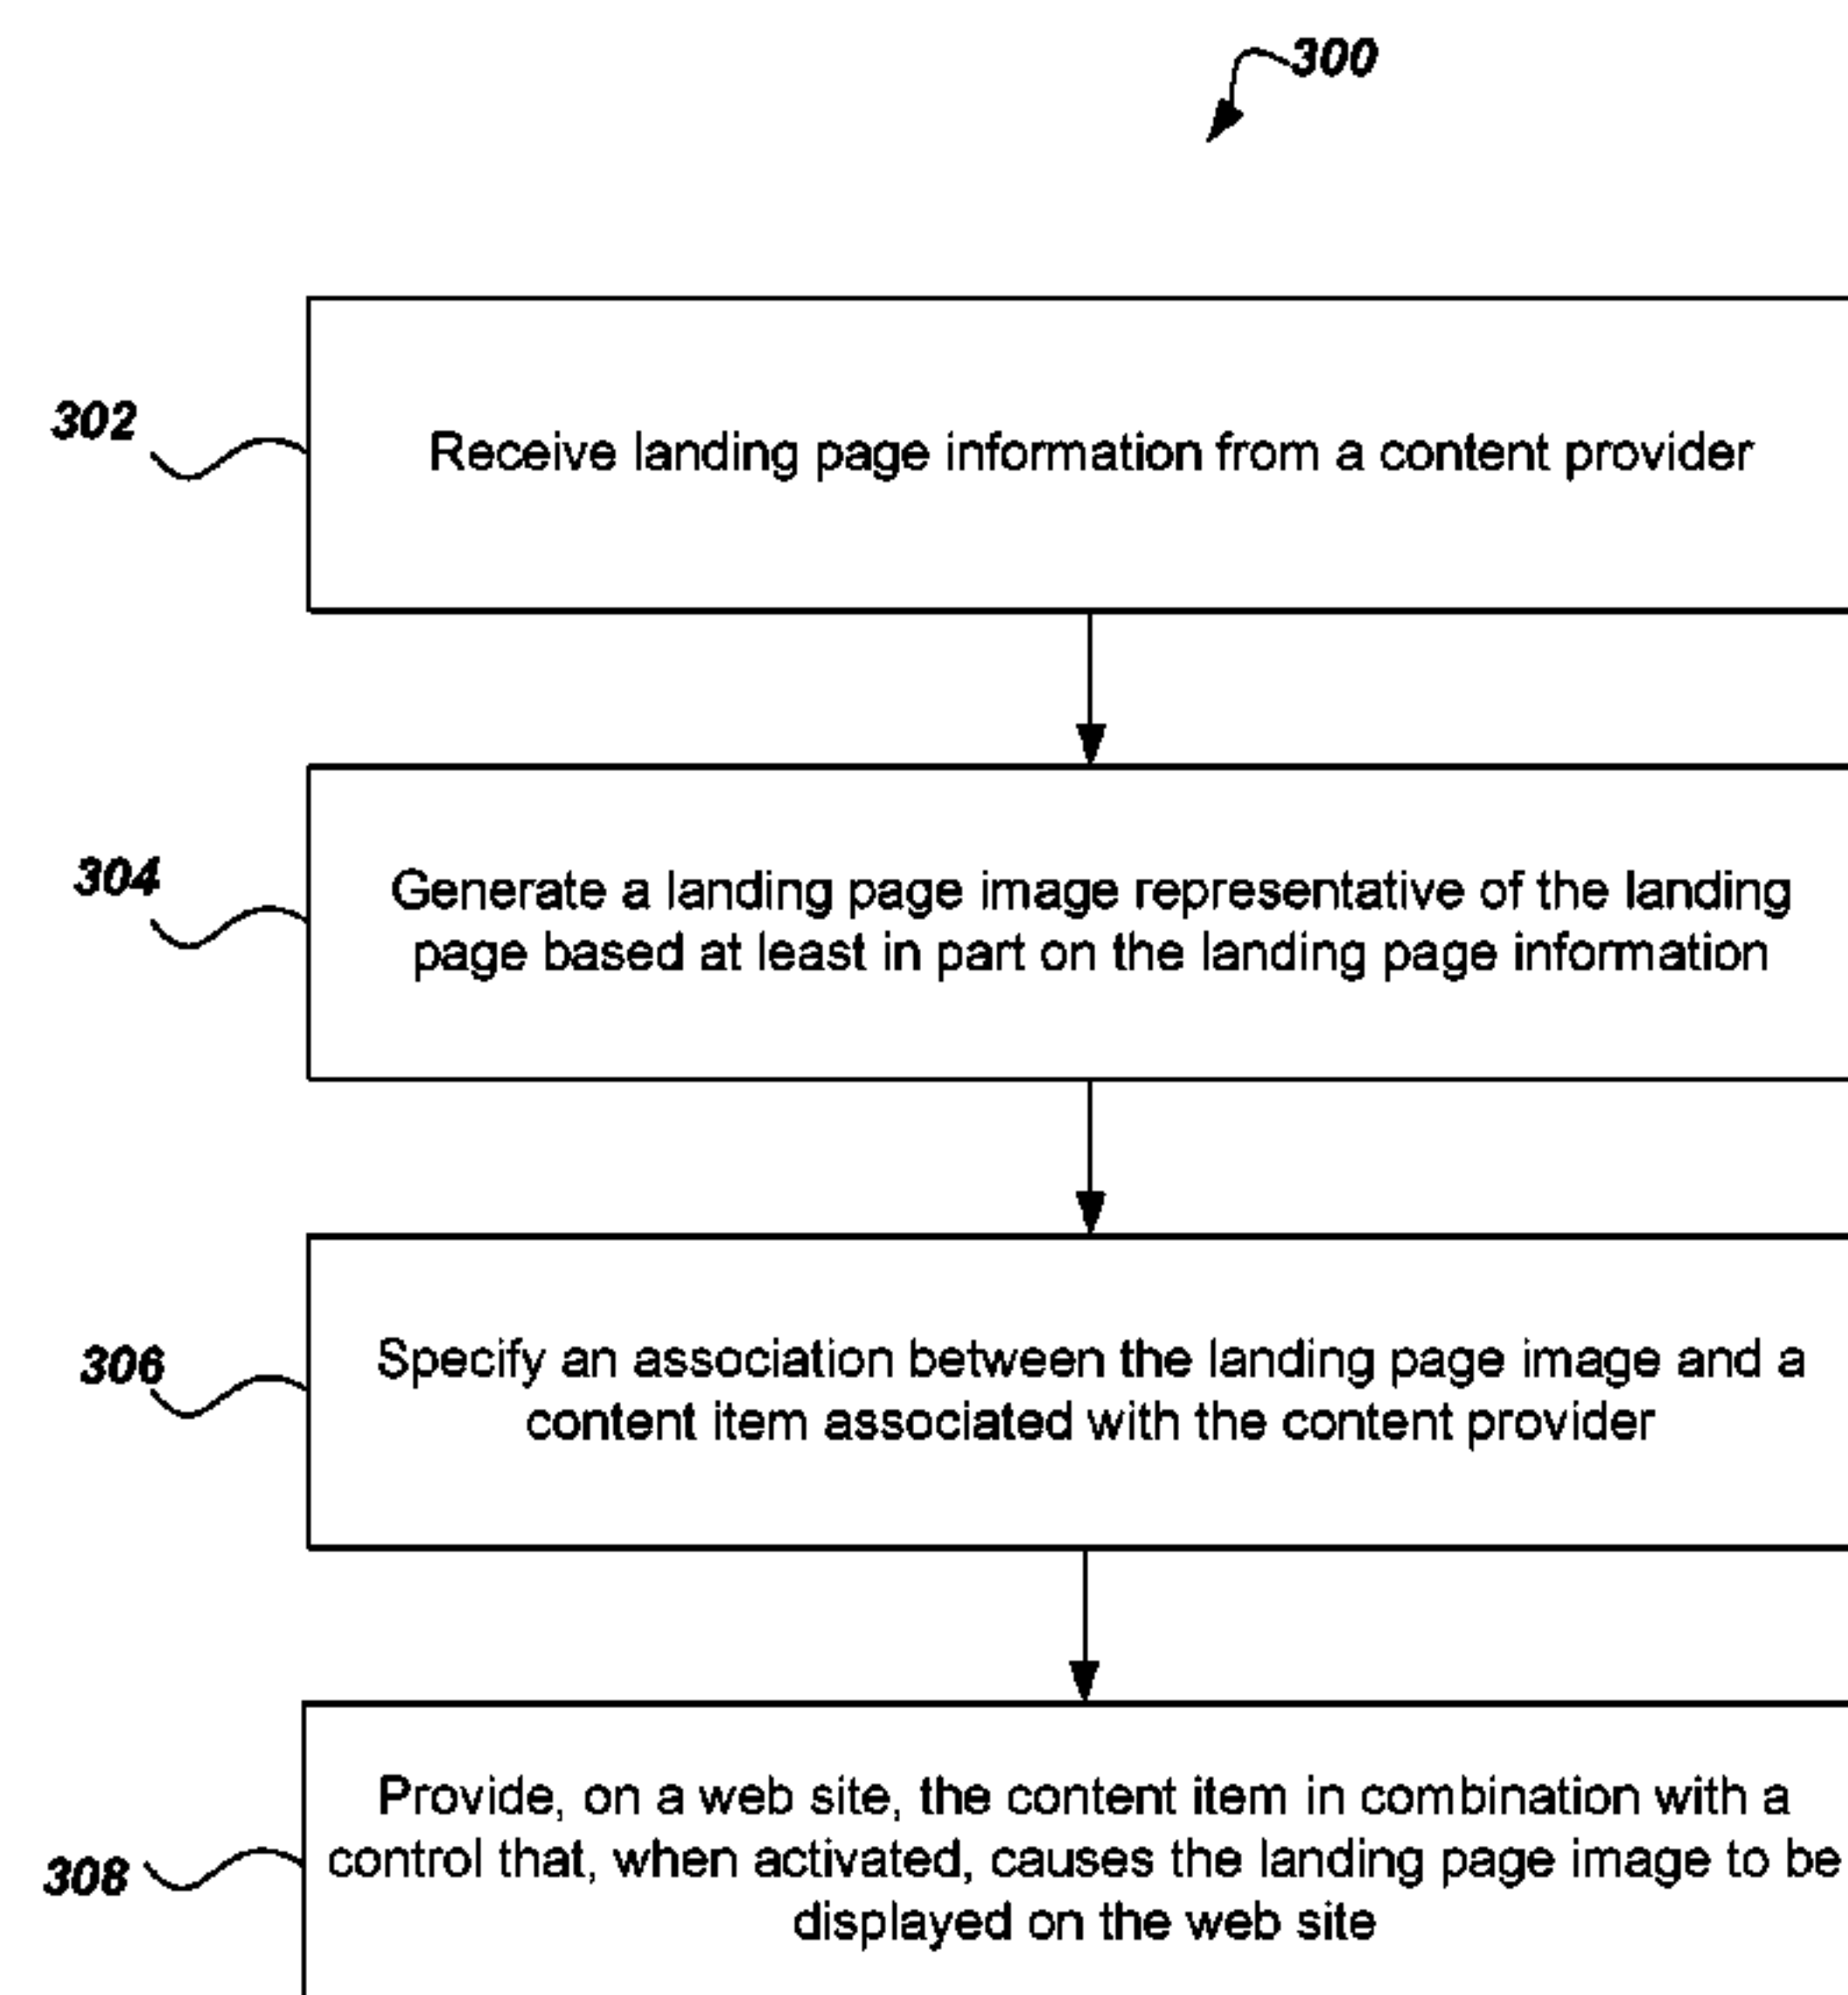 300
302
Receive landing page information from a content provider
304
Generate a landing page image representative of the landing
page based at least in part on the landing page information
306
Specify an association between the landing page image and a
content item associated with the content provider
308
Provide, on a web site, the content item in combination with a
control that, when activated, causes the landing page image to be
displayed on the web site